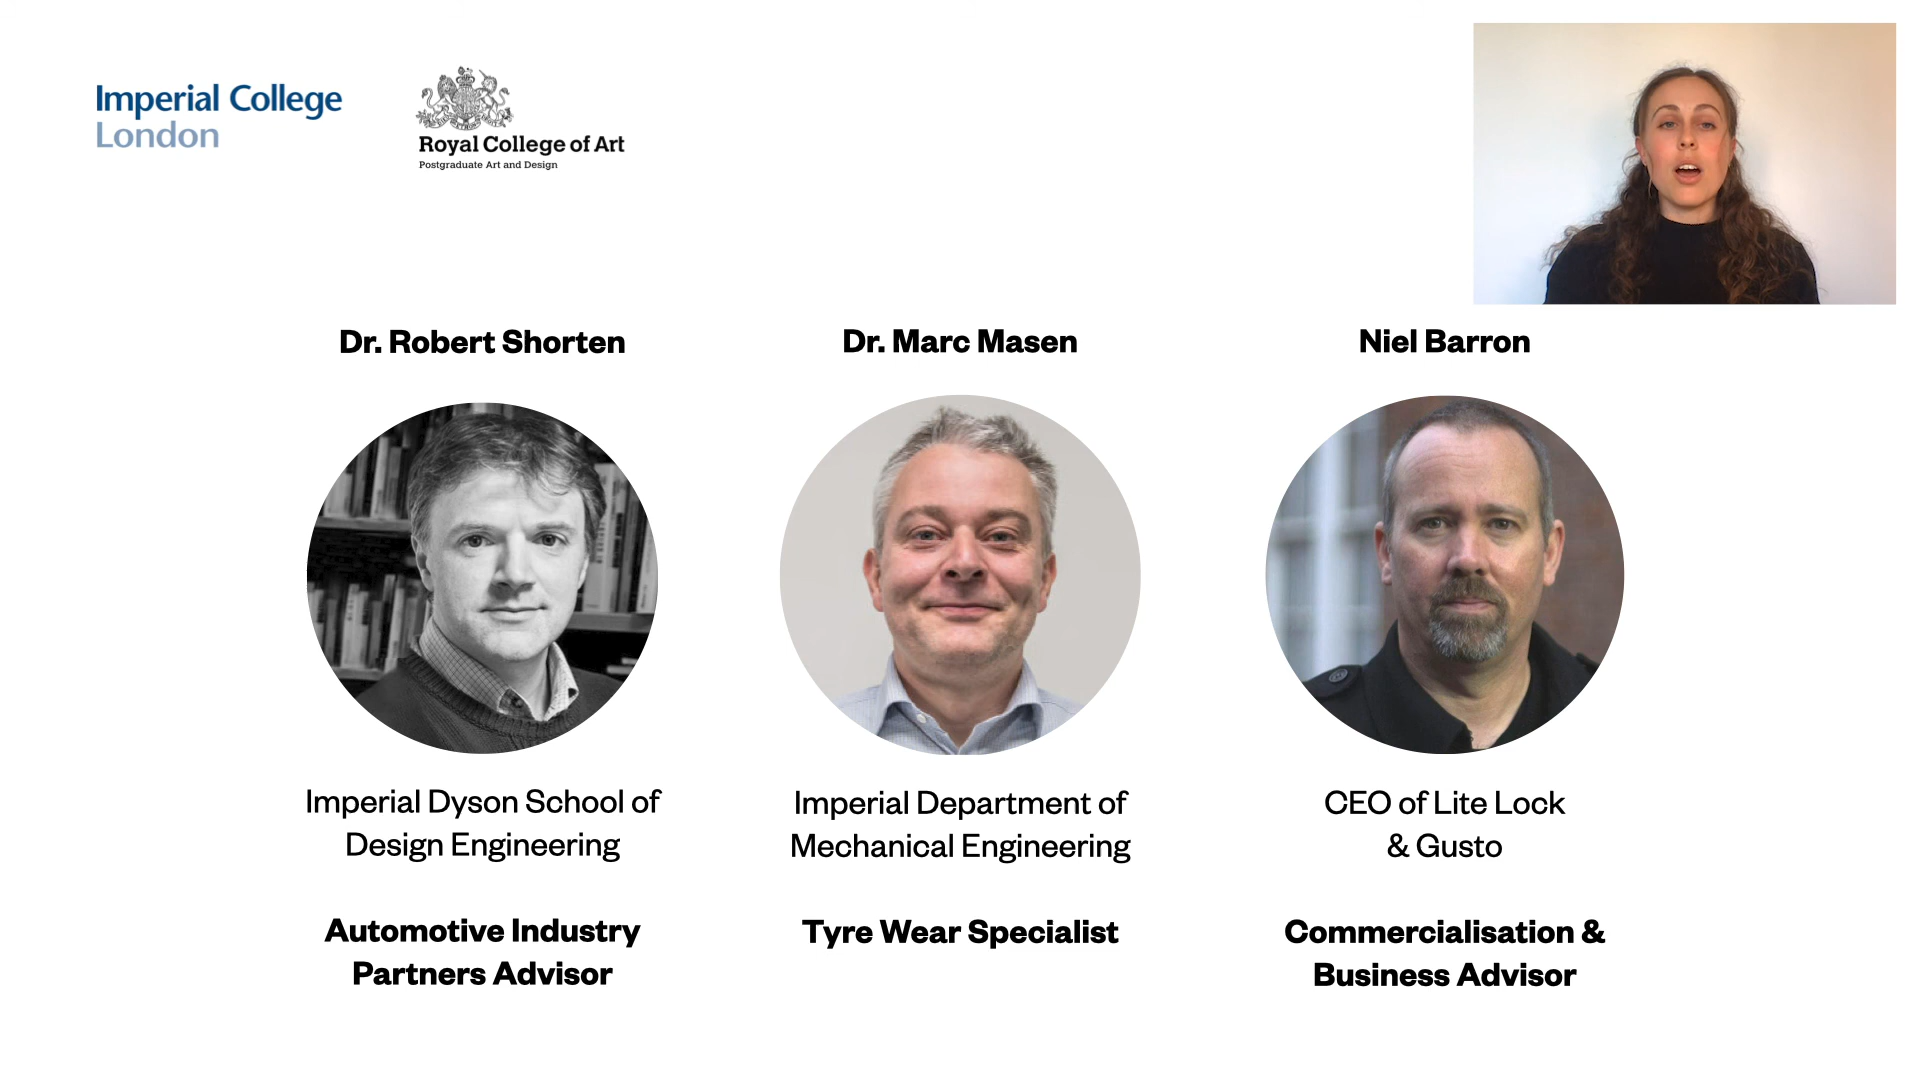 Imperial College
London
Royal College of Art
Postgraduate Art and Design
Dr. Robert Shorten
Dr. Marc Masen
Niel Barron
Imperial Dyson School of
Design Engineering
Imperial Department of
Mechanical Engineering
CEO of Lite Lock
& Gusto
Automotive Industry
Partners Advisor
Tyre Wear Specialist
Commercialisation &
Business Advisor